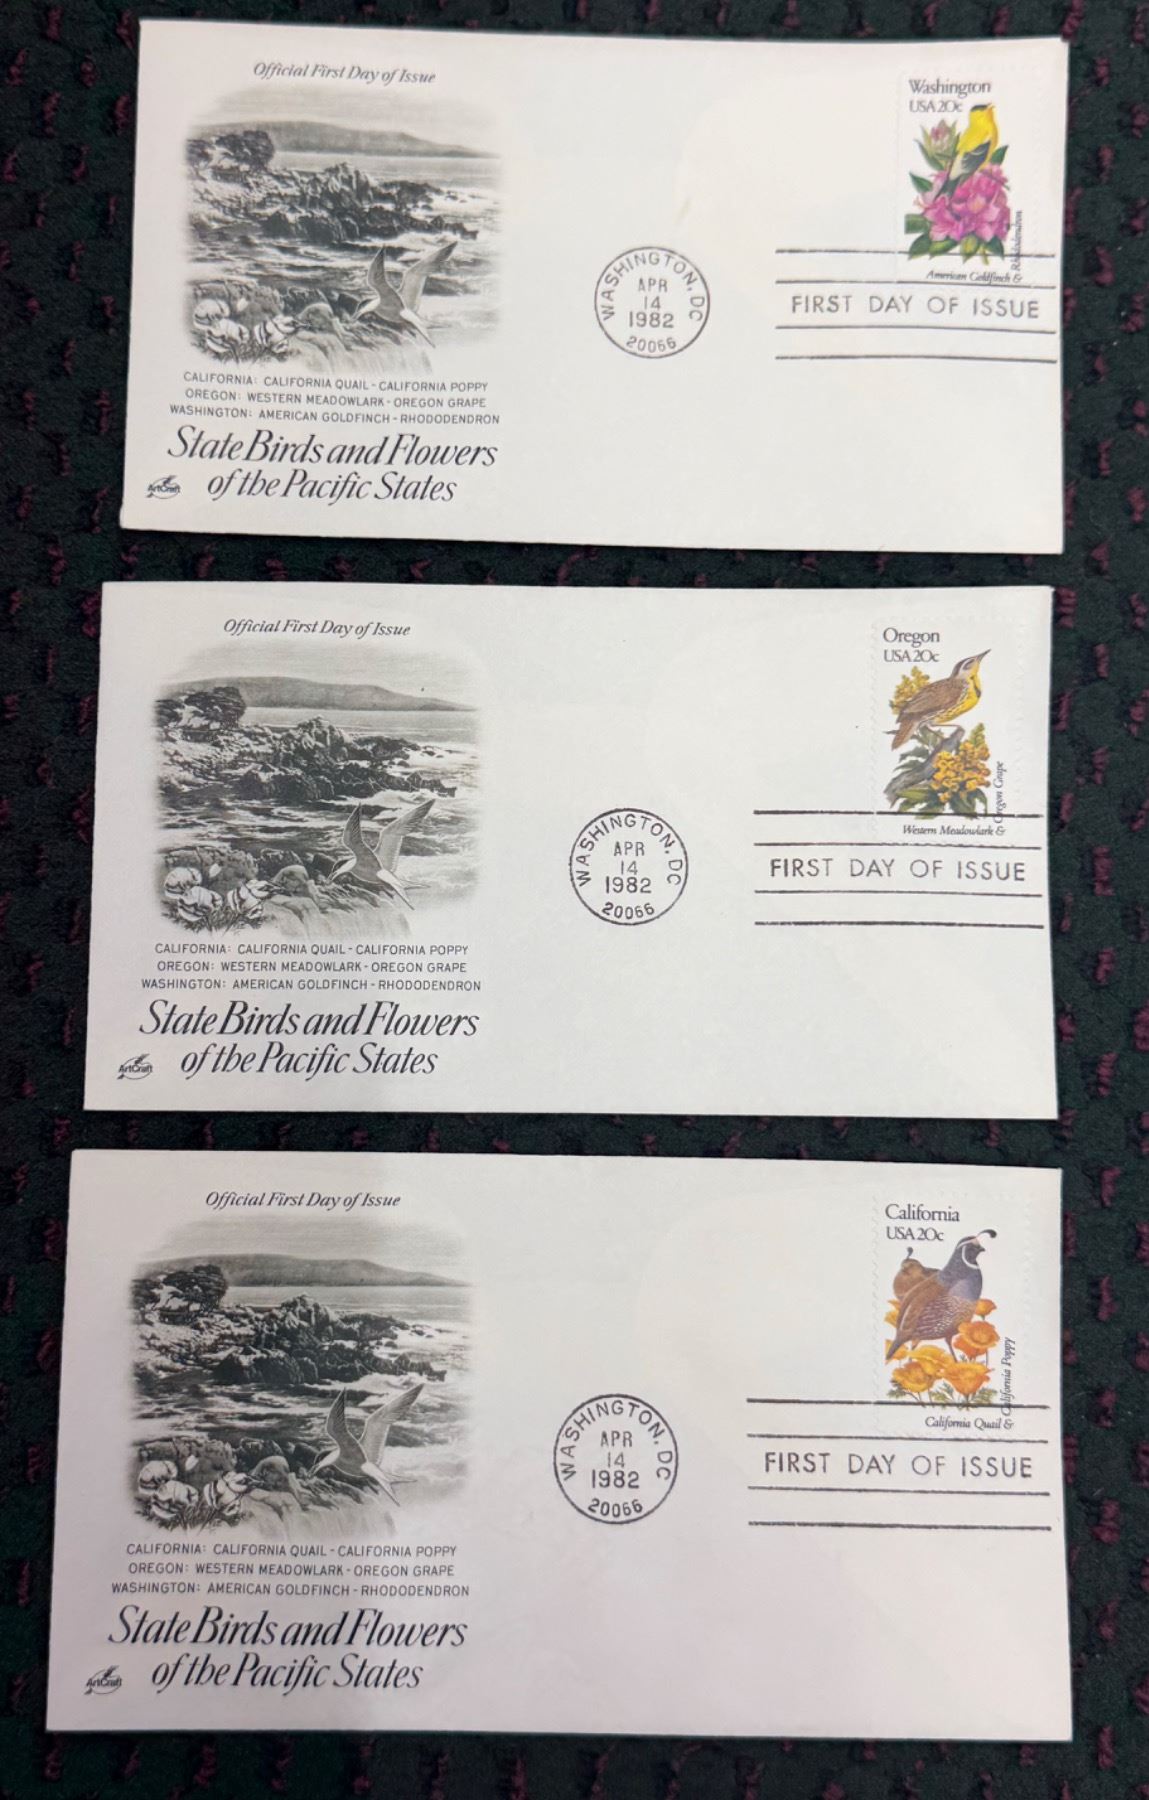 Official First Day of Issue
Washington
USA 20c
Rhododendron
American Goldfinch &
WASHINGTON, DC
APR
14
1982
20066
FIRST DAY OF ISSUE
CALIFORNIA: CALIFORNIA QUAIL - CALIFORNIA POPPY
OREGON: WESTERN MEADOWLARK - OREGON GRAPE
WASHINGTON: AMERICAN GOLDFINCH - RHODODENDRON
State Birds and Flowers
of the Pacific States
ArtCraft
Official First Day of Issue
Oregon
USA 20c
Oregon Grape
Western Meadowlark &
WASHINGTON, DC
APR
14
1982
20066
FIRST DAY OF ISSUE
CALIFORNIA: CALIFORNIA QUAIL - CALIFORNIA POPPY
OREGON: WESTERN MEADOWLARK - OREGON GRAPE
WASHINGTON: AMERICAN GOLDFINCH - RHODODENDRON
State Birds and Flowers
of the Pacific States
ArtCraft
Official First Day of Issue
California
USA 20c
California Poppy
California Quail &
WASHINGTON, DC
APR
14
1982
20066
FIRST DAY OF ISSUE
CALIFORNIA: CALIFORNIA QUAIL - CALIFORNIA POPPY
OREGON: WESTERN MEADOWLARK - OREGON GRAPE
WASHINGTON: AMERICAN GOLDFINCH - RHODODENDRON
State Birds and Flowers
of the Pacific States
ArtCraft